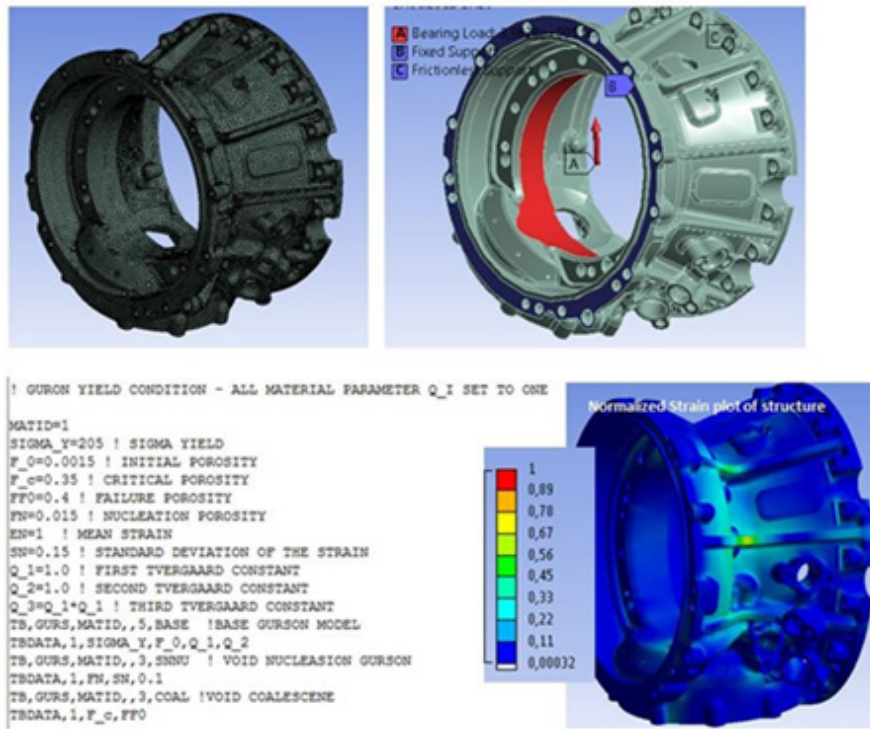 A Bearing Load
B Fixed Supp
C Frictionless Support
C
B
A
! GURON YIELD CONDITION - ALL MATERIAL PARAMETER Q_I SET TO ONE
MATID=1
SIGMA_Y=205 ! SIGMA YIELD
F_0=0.0015 ! INITIAL POROSITY
F_c=0.35 ! CRITICAL POROSITY
FF0=0.4 ! FAILURE POROSITY
FN=0.015 ! NUCLEATION POROSITY
EN=1 ! MEAN STRAIN
SN=0.15 ! STANDARD DEVIATION OF THE STRAIN
Q_1=1.0 ! FIRST TVERGAARD CONSTANT
Q_2=1.0 ! SECOND TVERGAARD CONSTANT
Q_3=Q_1*Q_1 ! THIRD TVERGAARD CONSTANT
TB,GURS,MATID,,5,BASE !BASE GURSON MODEL
TBDATA,1,SIGMA_Y,F_0,Q_1,Q_2
TB,GURS,MATID,,3,SNNU ! VOID NUCLEASION GURSON
TBDATA,1,FN,SN,0.1
TB,GURS,MATID,,3,COAL !VOID COALESCENE
TBDATA,1,F_c,FF0
Normalized Strain plot of structure
1
0,89
0,78
0,67
0,56
0,45
0,33
0,22
0,11
0,00032